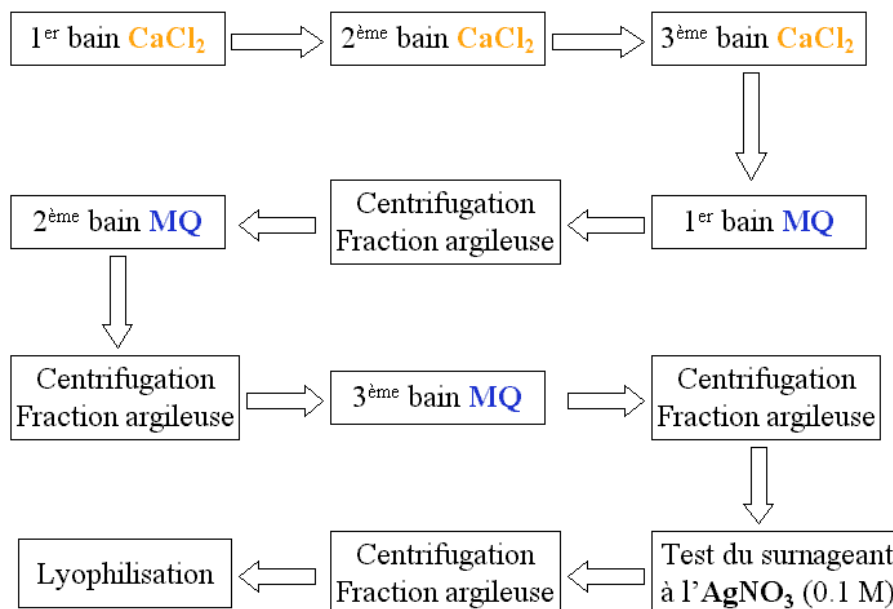 1er bain CaCl2
2ème bain CaCl2
3ème bain CaCl2
1er bain MQ
Centrifugation
Fraction argileuse
2ème bain MQ
Centrifugation
Fraction argileuse
3ème bain MQ
Centrifugation
Fraction argileuse
Test du surnageant
à l'AgNO3 (0.1 M)
Centrifugation
Fraction argileuse
Lyophilisation